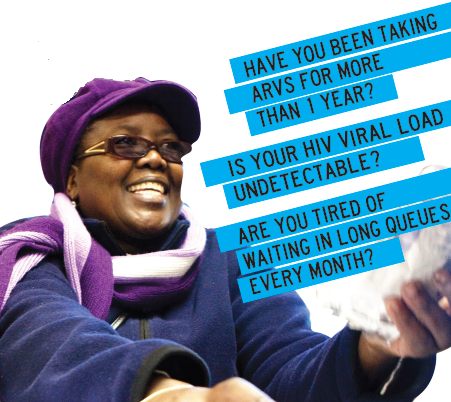 HAVE YOU BEEN TAKING
ARVS FOR MORE
THAN 1 YEAR?
IS YOUR HIV VIRAL LOAD
UNDETECTABLE?
ARE YOU TIRED OF
WAITING IN LONG QUEUES
EVERY MONTH?